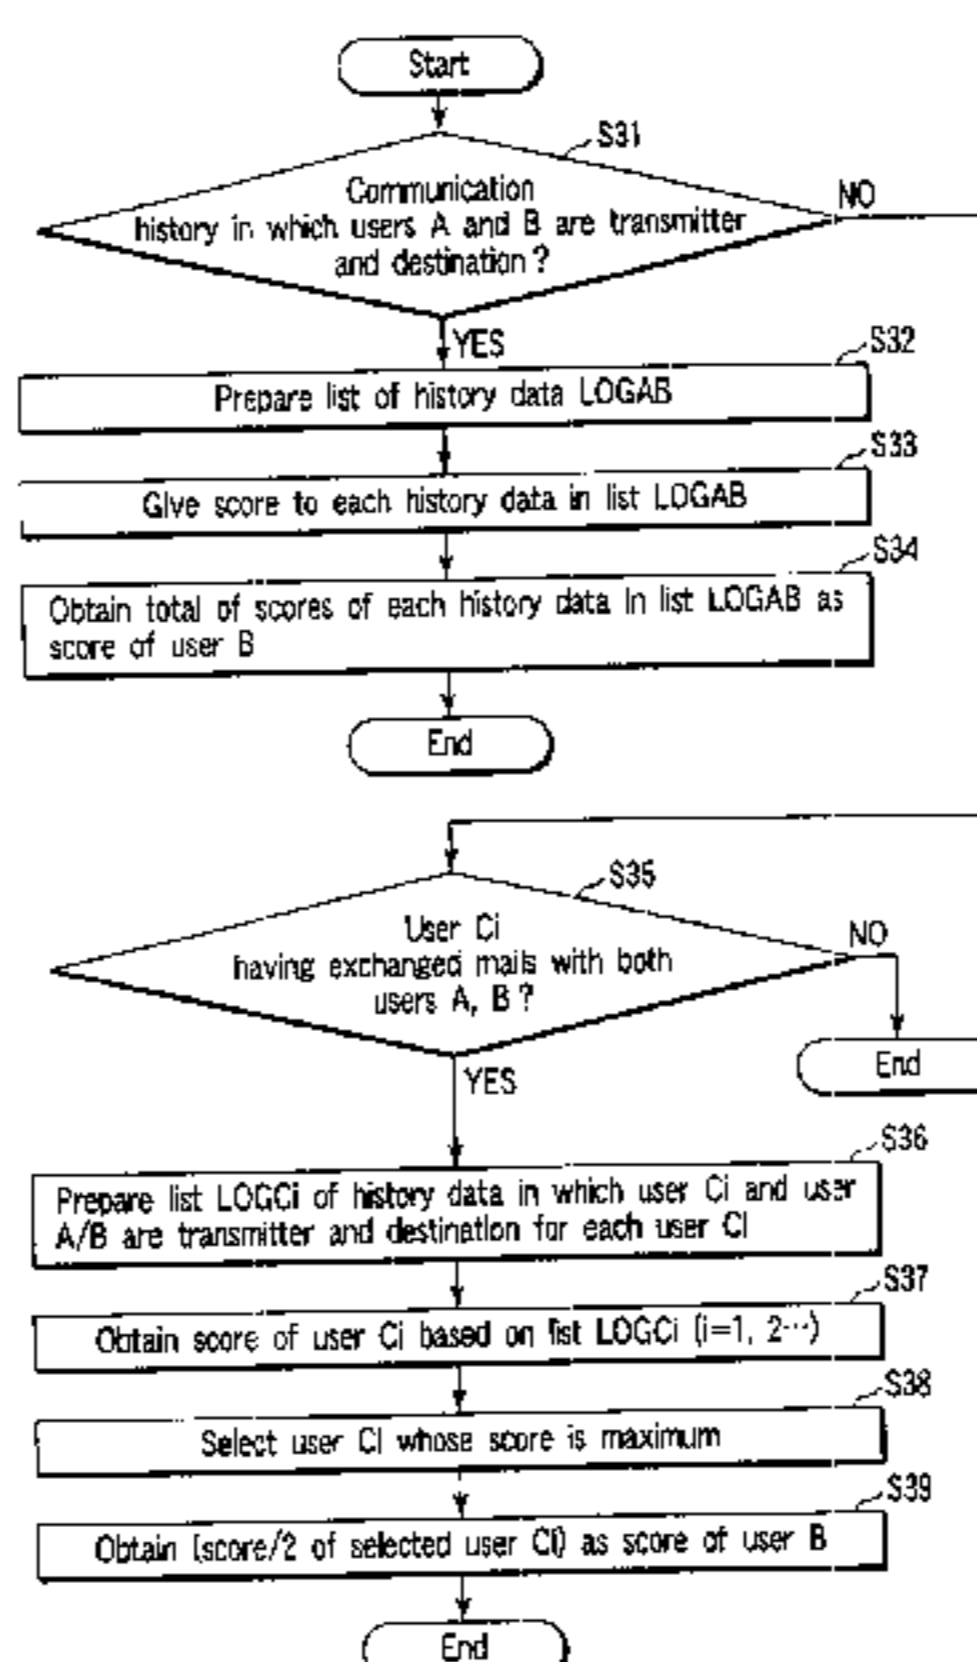 Start
S31
Communication
history in which users A and B are transmitter
and destination ?
NO
YES
S32
Prepare list of history data LOGAB
S33
Give score to each history data in list LOGAB
S34
Obtain total of scores of each history data in list LOGAB as
score of user B
End
S35
User Ci
having exchanged mails with both
users A, B ?
NO
End
YES
S36
Prepare list LOGCi of history data in which user Ci and user
A/B are transmitter and destination for each user Ci
S37
Obtain score of user Ci based on list LOGCi (i=1, 2···)
S38
Select user Ci whose score is maximum
S39
Obtain (score/2 of selected user Ci) as score of user B
End